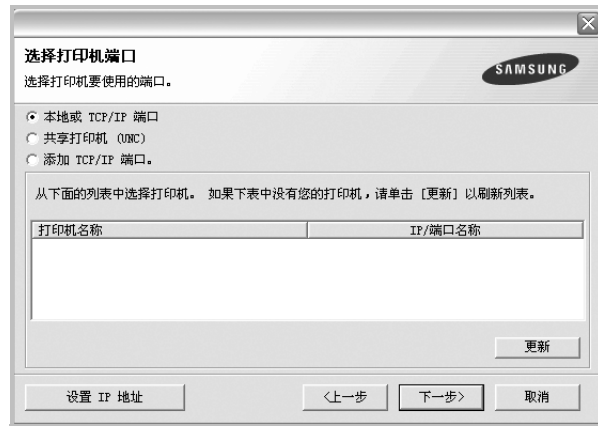 选择打印机端口
选择打印机要使用的端口。
SAMSUNG
本地或 TCP/IP 端口
共享打印机 (UNC)
添加 TCP/IP 端口。
从下面的列表中选择打印机。 如果下表中没有您的打印机，请单击 [更新] 以刷新列表。
打印机名称 IP/端口名称
更新
设置 IP 地址 <上一步 下一步> 取消